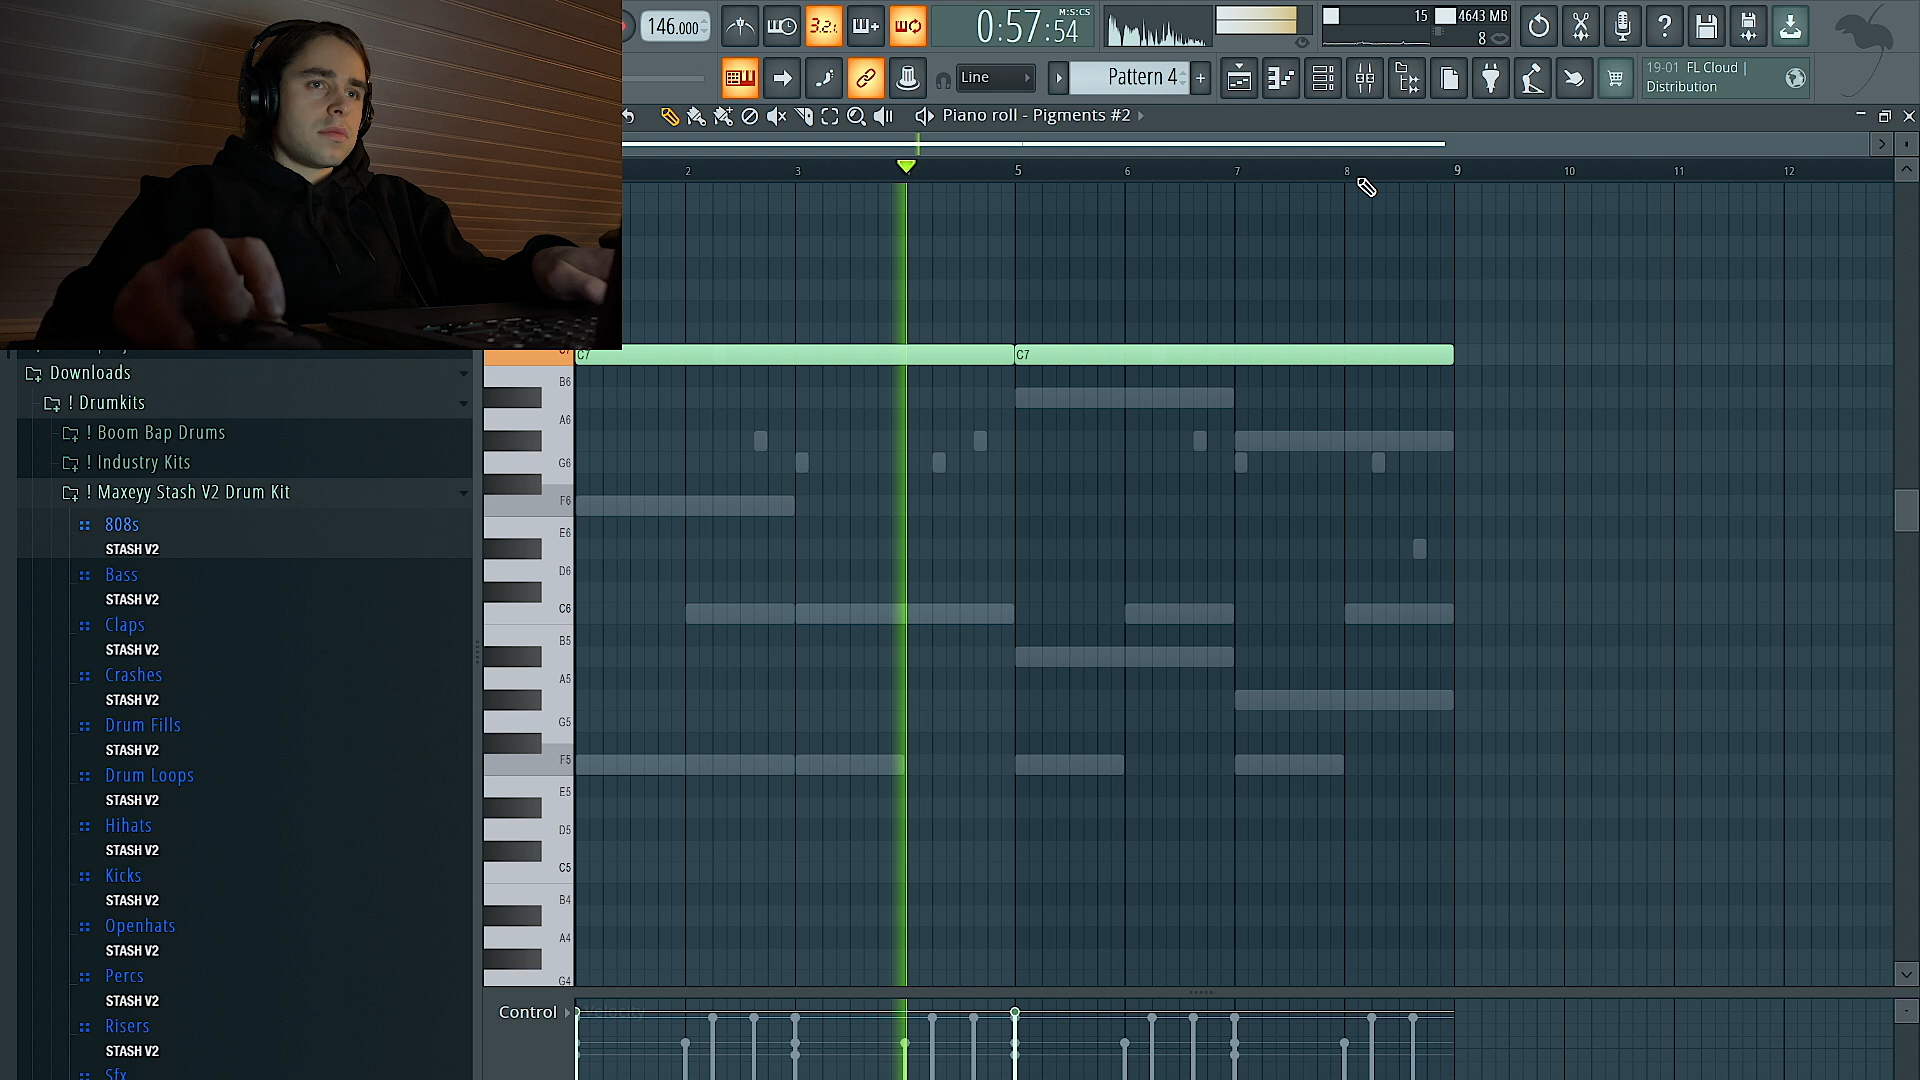 146.000
3.2.
0:57:54
M:S:CS
15
4643 MB
8
Line
Pattern 4
+
19-01 FL Cloud |
Distribution
Piano roll - Pigments #2
2 3 5 6 7 8 9 10 11 12
C7
C7
C7
Downloads
! Drumkits
! Boom Bap Drums
! Industry Kits
! Maxeyy Stash V2 Drum Kit
808s
STASH V2
Bass
STASH V2
Claps
STASH V2
Crashes
STASH V2
Drum Fills
STASH V2
Drum Loops
STASH V2
Hihats
STASH V2
Kicks
STASH V2
Openhats
STASH V2
Percs
STASH V2
Risers
STASH V2
Sfx
B6
A6
G6
F6
E6
D6
C6
B5
A5
G5
F5
E5
D5
C5
B4
A4
G4
Control
Velocity